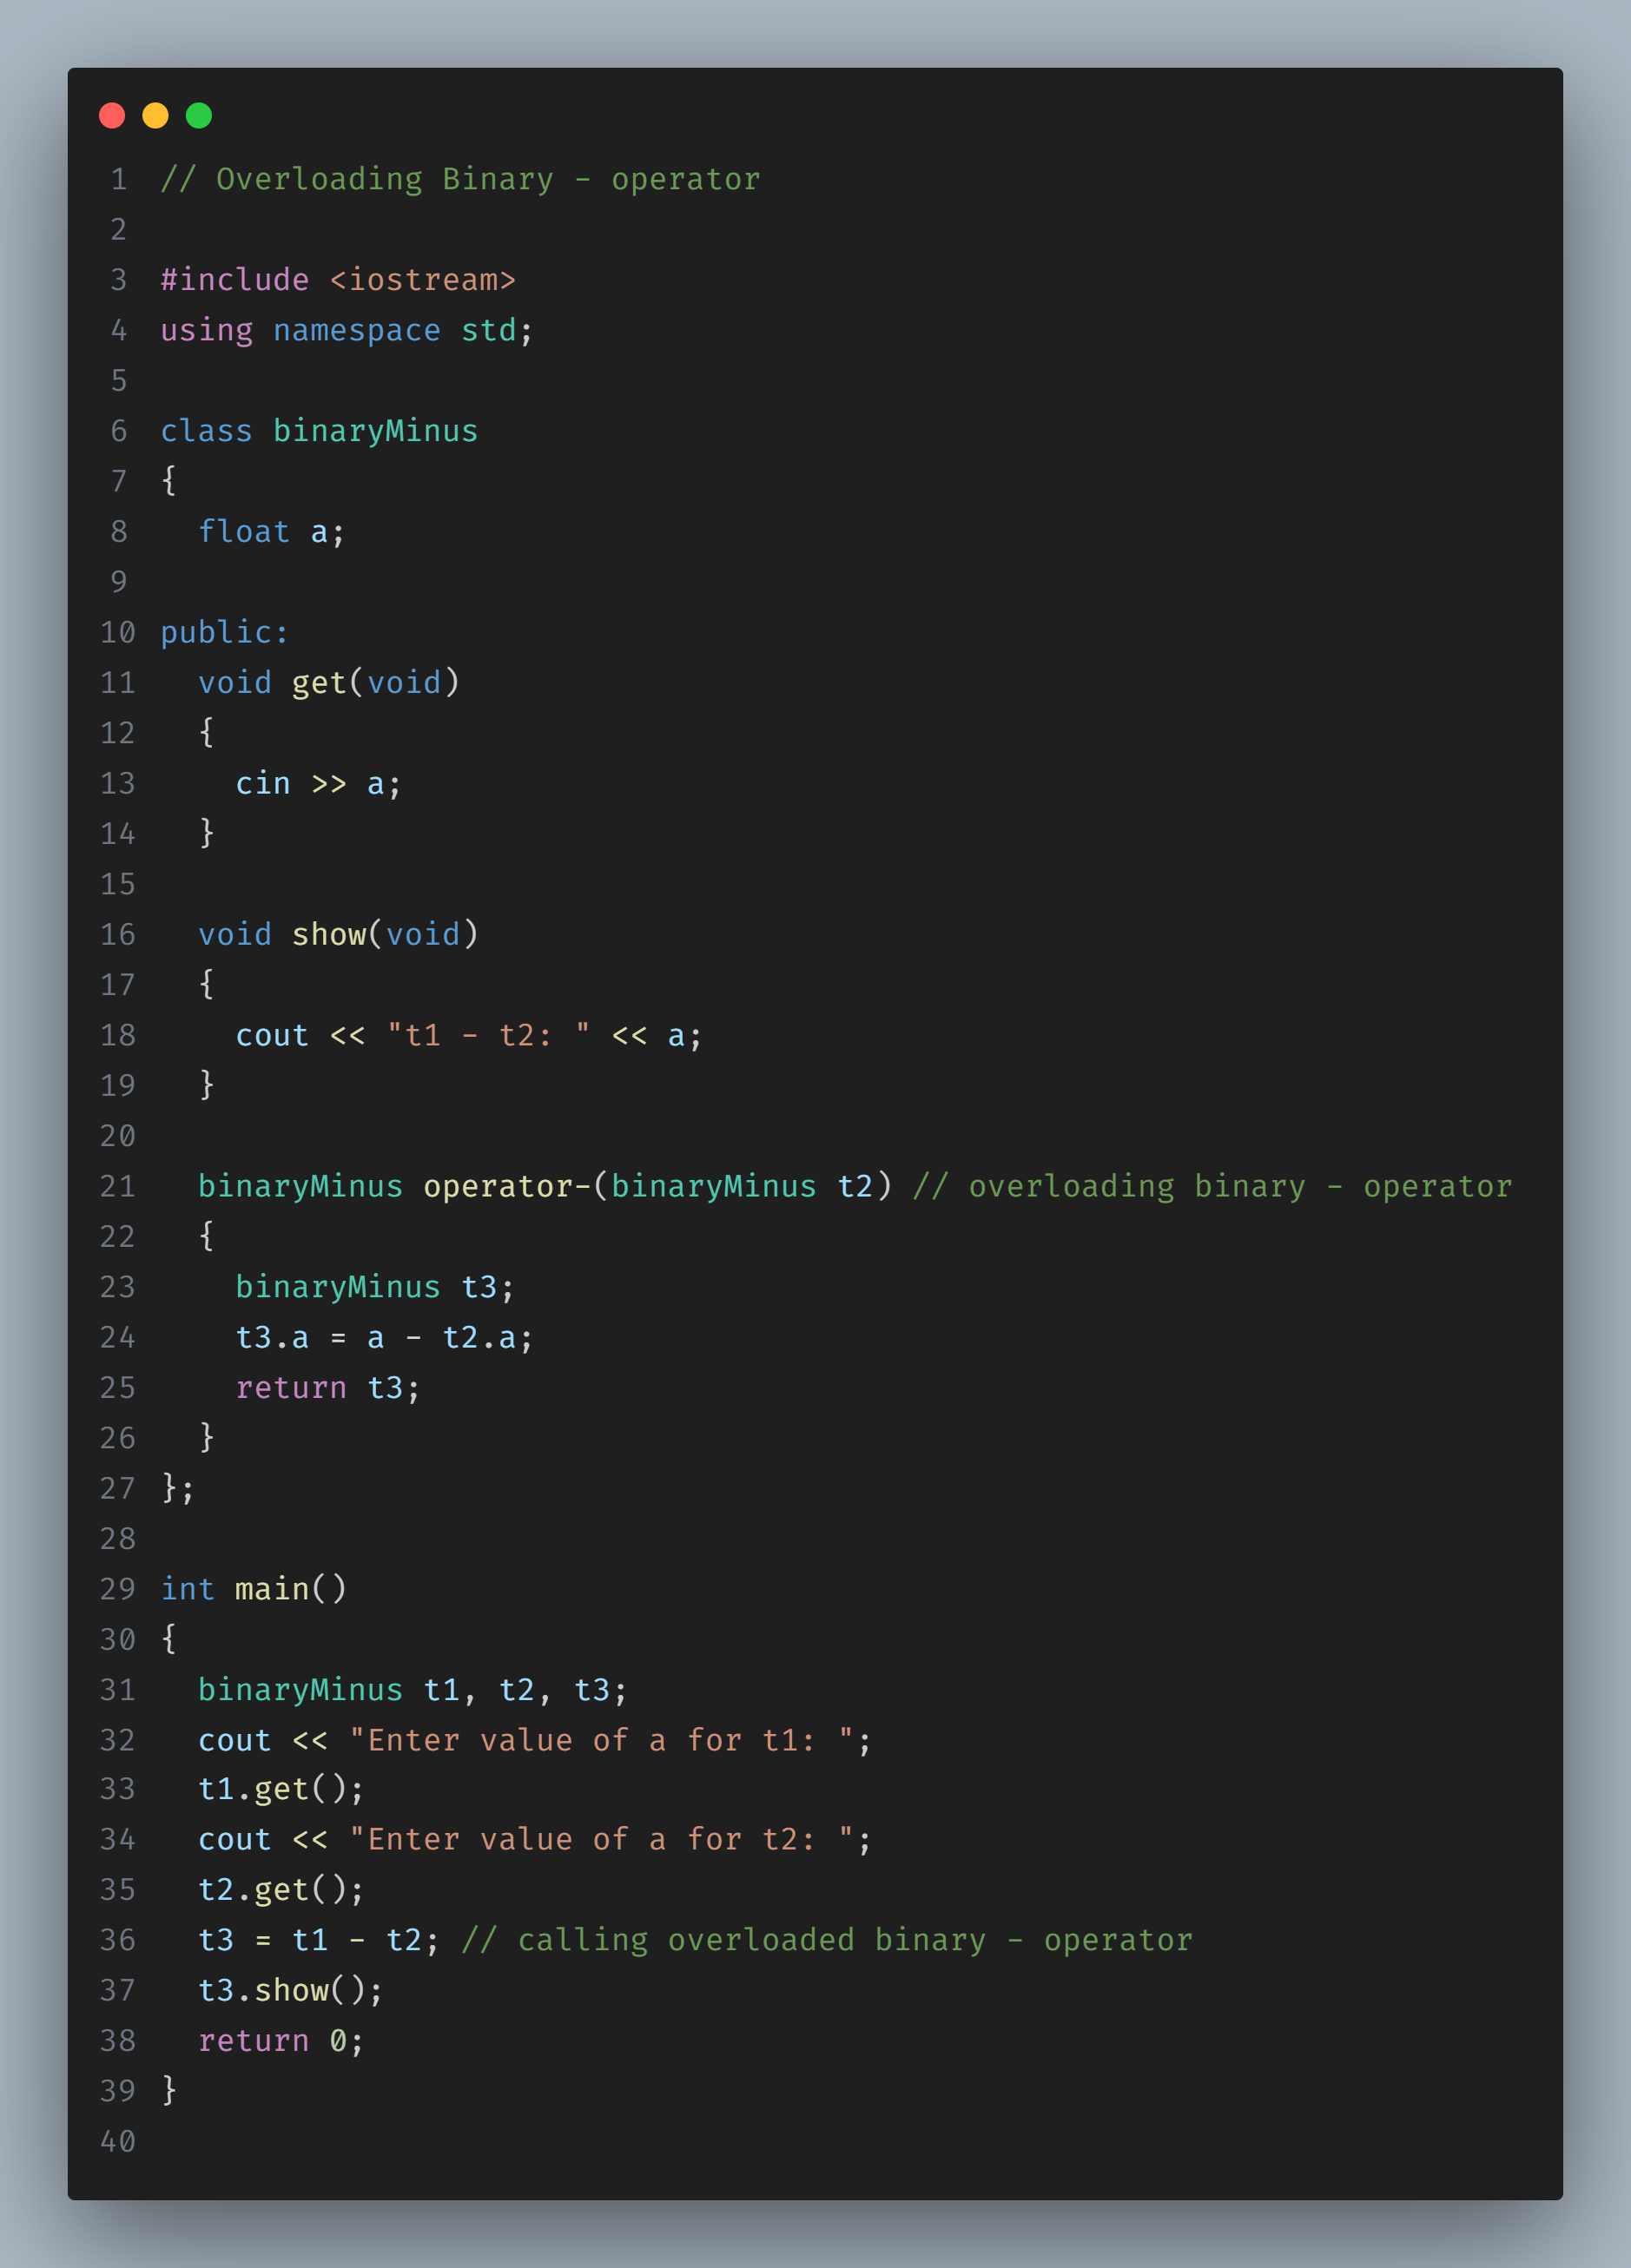 1 // Overloading Binary - operator
2
3 #include <iostream>
4 using namespace std;
5
6 class binaryMinus
7 {
8   float a;
9
10 public:
11   void get(void)
12   {
13     cin >> a;
14   }
15
16   void show(void)
17   {
18     cout << "t1 - t2: " << a;
19   }
20
21   binaryMinus operator-(binaryMinus t2) // overloading binary - operator
22   {
23     binaryMinus t3;
24     t3.a = a - t2.a;
25     return t3;
26   }
27 };
28
29 int main()
30 {
31   binaryMinus t1, t2, t3;
32   cout << "Enter value of a for t1: ";
33   t1.get();
34   cout << "Enter value of a for t2: ";
35   t2.get();
36   t3 = t1 - t2; // calling overloaded binary - operator
37   t3.show();
38   return 0;
39 }
40